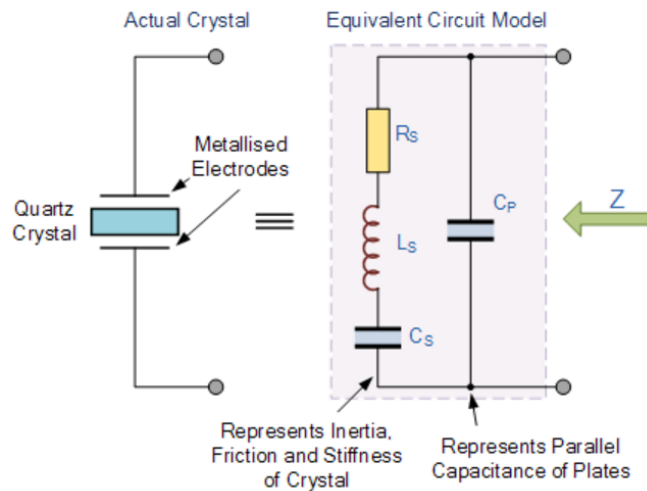 Actual Crystal
Equivalent Circuit Model
Metallised
Electrodes
Quartz
Crystal
RS
LS
CS
CP
Z
Represents Inertia,
Friction and Stiffness
of Crystal
Represents Parallel
Capacitance of Plates